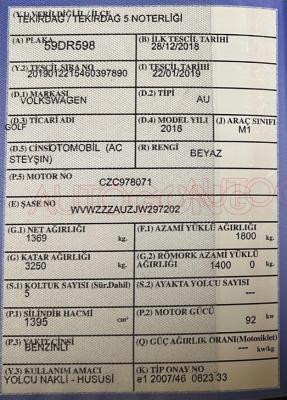 (Y.1) VERİLDİĞİ İL / İLÇE
TEKİRDAĞ / TEKİRDAĞ 5 NOTERLİĞİ
(A) PLAKA (B) İLK TESCİL TARİHİ
59DR598 28/12/2018
(Y.2) TESCİL SIRA NO (I) TESCİL TARİHİ
2019012215460397890 22/01/2019
(D.1) MARKASI (D.2) TİPİ
VOLKSWAGEN AU
(D.3) TİCARİ ADI (D.4) MODEL YILI (J) ARAÇ SINIFI
GOLF 2018 M1
(D.5) CİNSİ OTOMOBİL (AC (R) RENGİ
STEYŞIN) BEYAZ
(P.5) MOTOR NO
CZC978071
(E) ŞASE NO
WVWZZZAUZJW297202
(G.1) NET AĞIRLIĞI (F.1) AZAMİ YÜKLÜ AĞIRLIĞI
1369 kg. 1800 kg.
(G) KATAR AĞIRLIĞI (G.2) RÖMORK AZAMİ YÜKLÜ
3250 kg. AĞIRLIĞI 1400 0 kg.
(S.1) KOLTUK SAYISI (Sür.Dahil) (S.2) AYAKTA YOLCU SAYISI
5 ---
(P.1) SİLİNDİR HACMİ (P.2) MOTOR GÜCÜ
1395 cm³ 92 kw
(P.3) YAKIT CİNSİ (Q) GÜÇ AĞIRLIK ORANI(Motosiklet)
BENZİNLİ --- kw/kg
(Y.3) KULLANIM AMACI (K) TİP ONAY NO
YOLCU NAKLİ - HUSUSİ e1 2007/46 0623 33